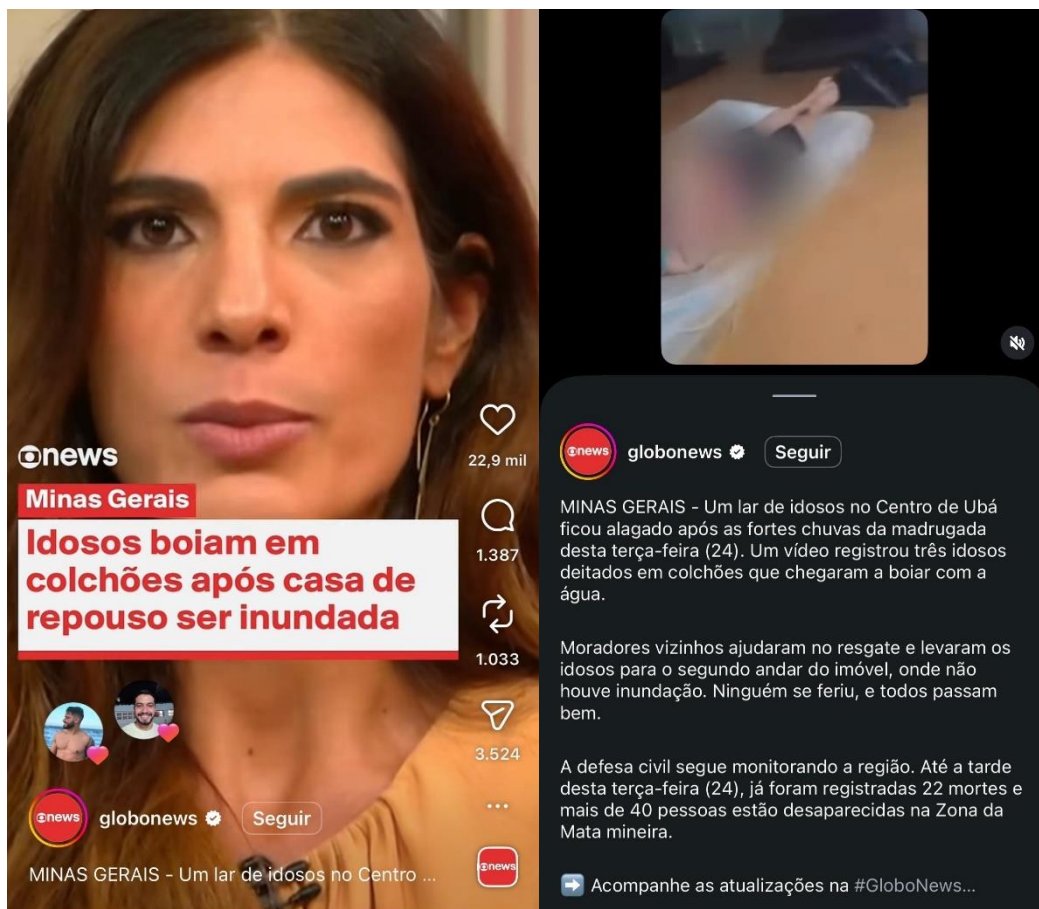 news
Minas Gerais
Idosos boiam em
colchões após casa de
repouso ser inundada
22,9 mil
1.387
1.033
3.524
news
globonews
Seguir
MINAS GERAIS - Um lar de idosos no Centro ...
news
news
globonews
Seguir
MINAS GERAIS - Um lar de idosos no Centro de Ubá
ficou alagado após as fortes chuvas da madrugada
desta terça-feira (24). Um vídeo registrou três idosos
deitados em colchões que chegaram a boiar com a
água.
Moradores vizinhos ajudaram no resgate e levaram os
idosos para o segundo andar do imóvel, onde não
houve inundação. Ninguém se feriu, e todos passam
bem.
A defesa civil segue monitorando a região. Até a tarde
desta terça-feira (24), já foram registradas 22 mortes e
mais de 40 pessoas estão desaparecidas na Zona da
Mata mineira.
➡️ Acompanhe as atualizações na #GloboNews...